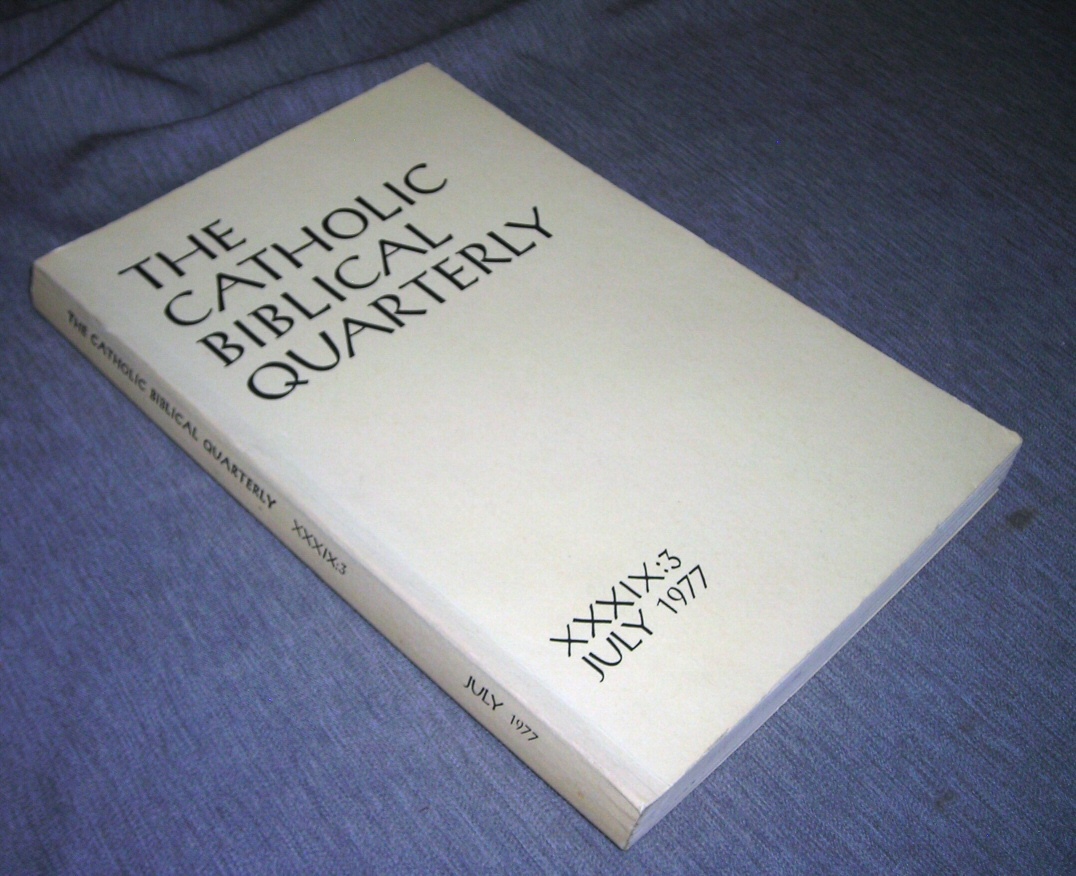 THE
CATHOLIC
BIBLICAL
QUARTERLY
XXXIX:3
JULY 1977
THE CATHOLIC BIBLICAL QUARTERLY XXXIX:3 JULY 1977